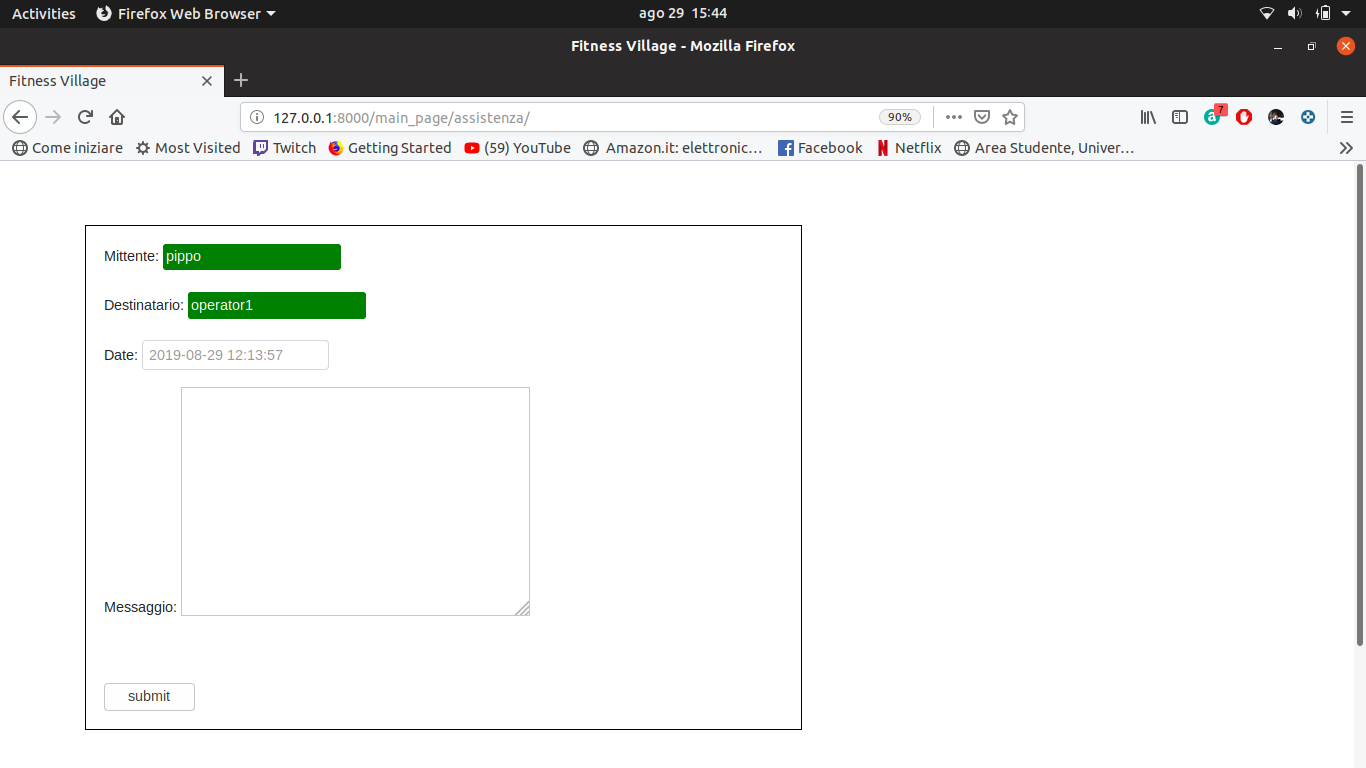 Activities Firefox Web Browser ago 29 15:44
Fitness Village - Mozilla Firefox
Fitness Village
127.0.0.1:8000/main_page/assistenza/ 90% 7
Come iniziare Most Visited Twitch Getting Started (59) YouTube Amazon.it: elettronic… Facebook Netflix Area Studente, Univer…
Mittente: pippo
Destinatario: operator1
Date: 2019-08-29 12:13:57
Messaggio:
submit